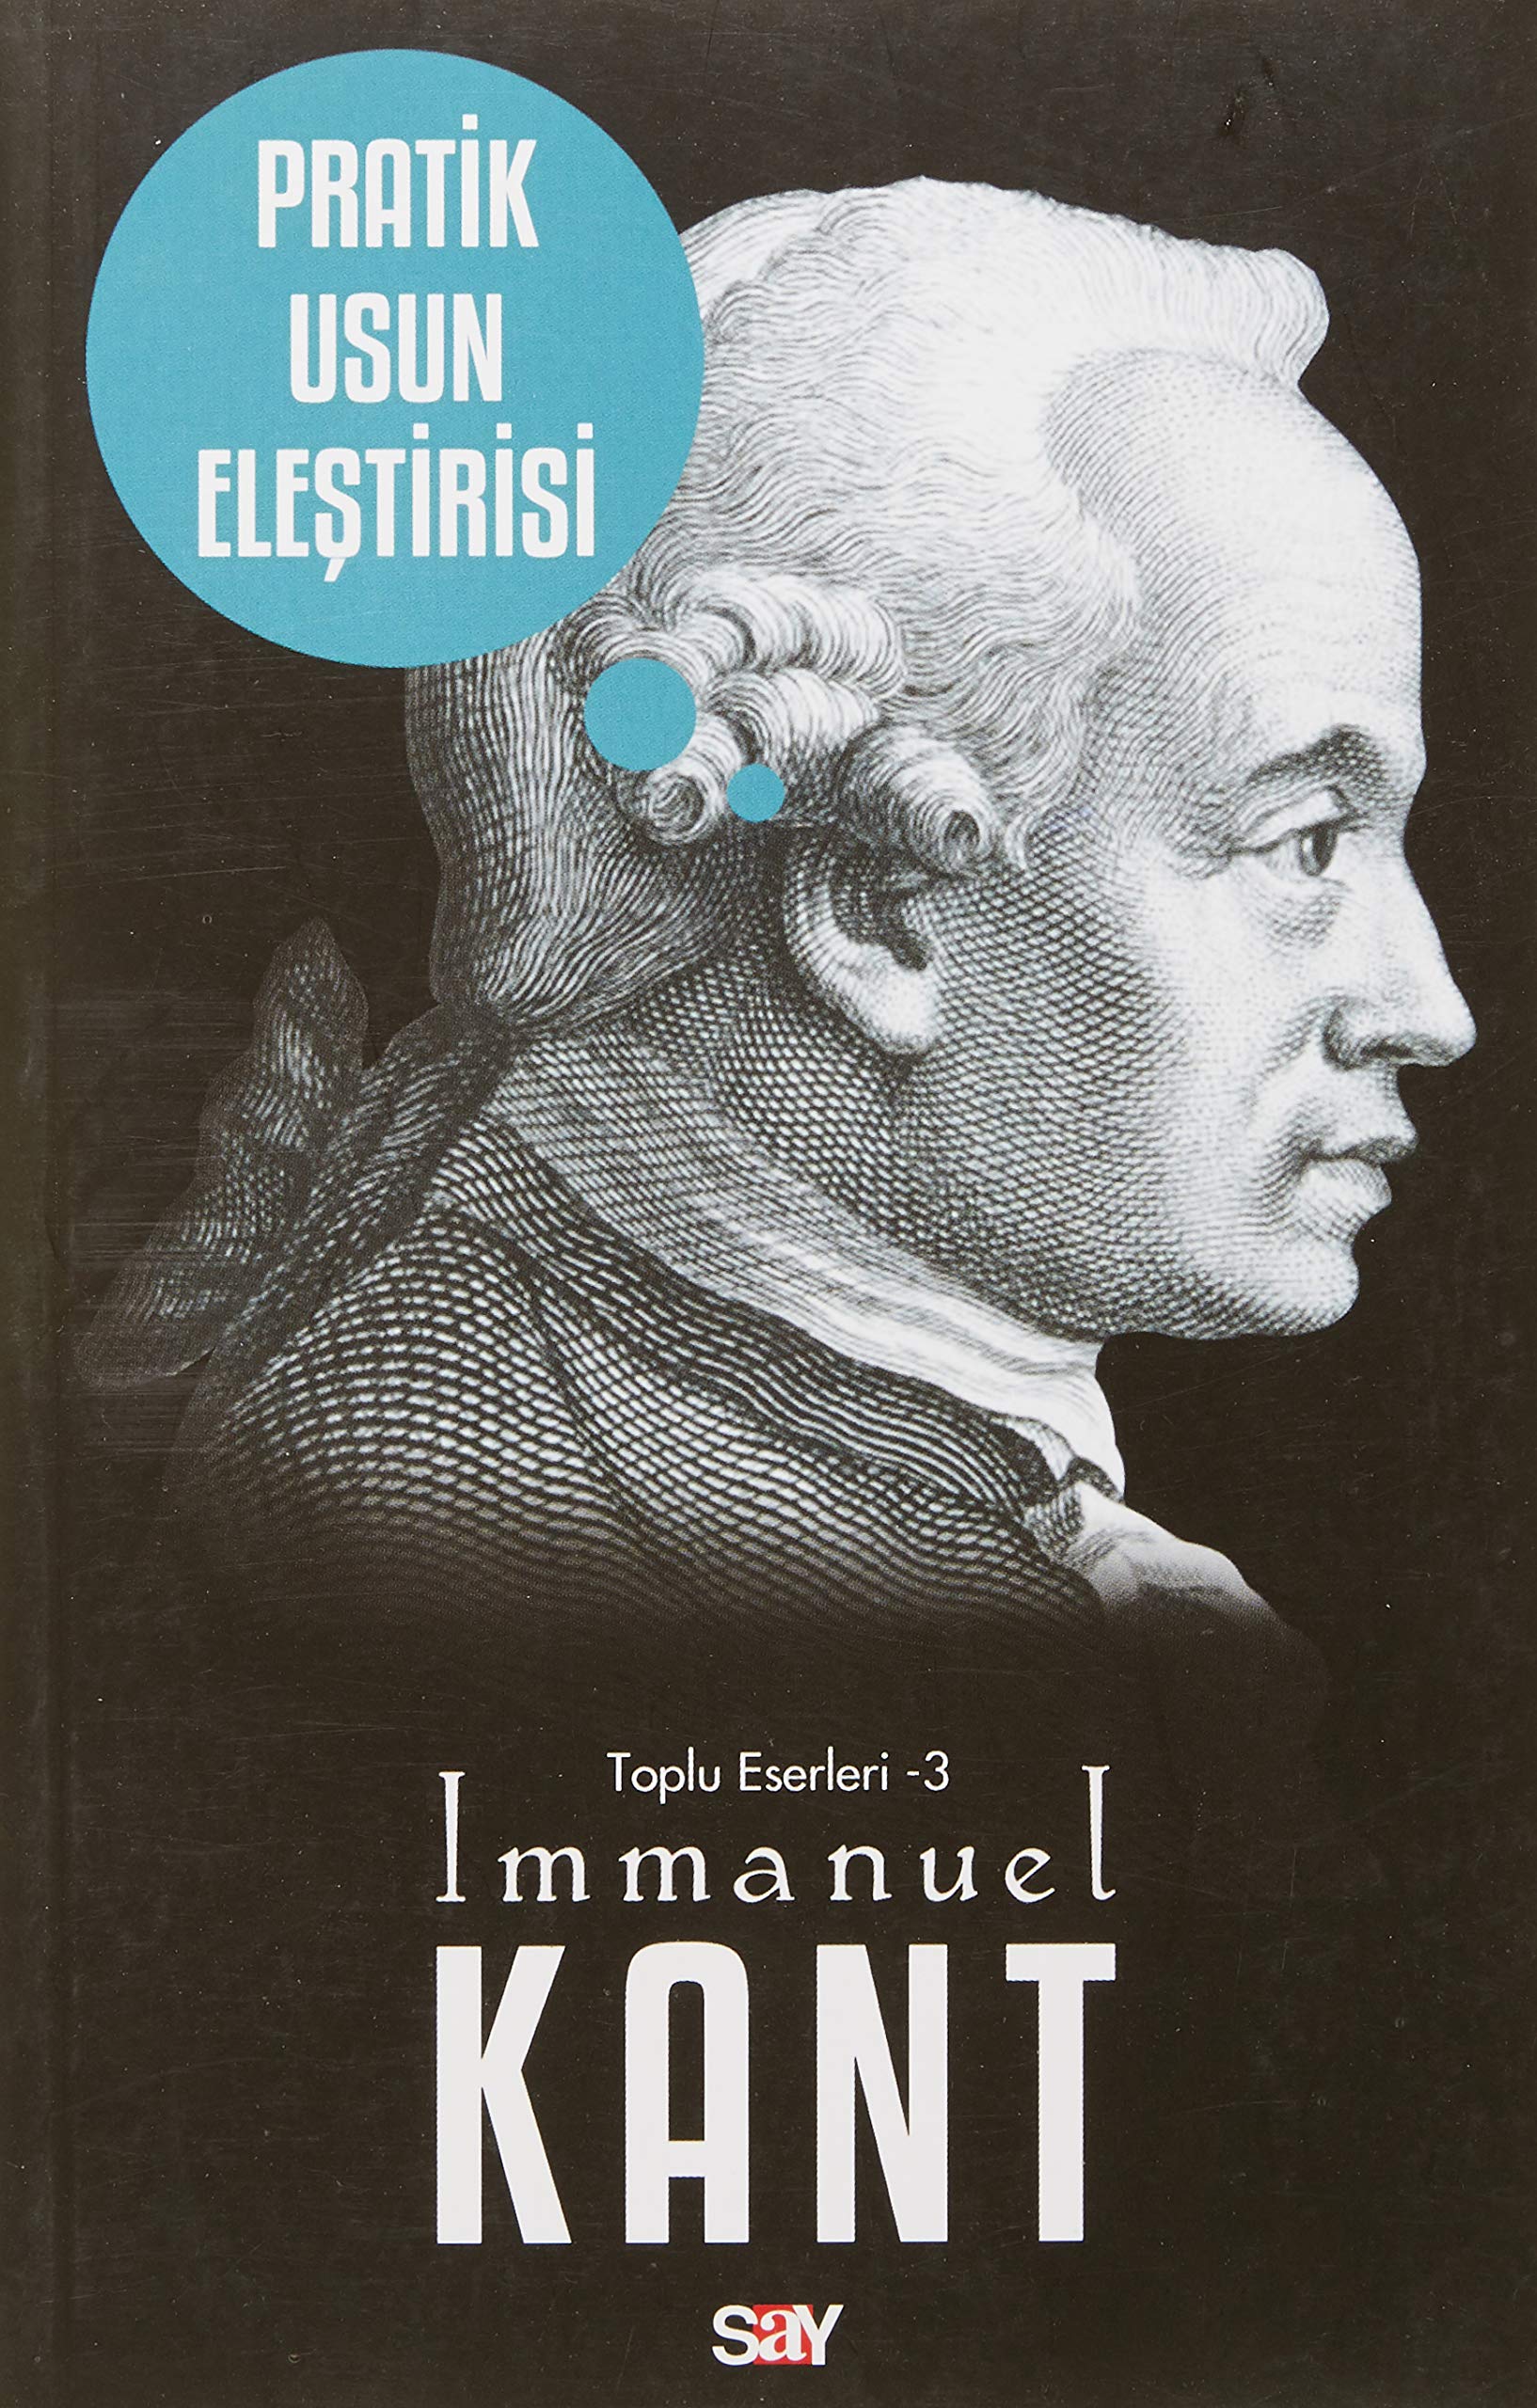 PRATİK
USUN
ELEŞTİRİSİ
Toplu Eserleri -3
Immanuel
KANT
SaY